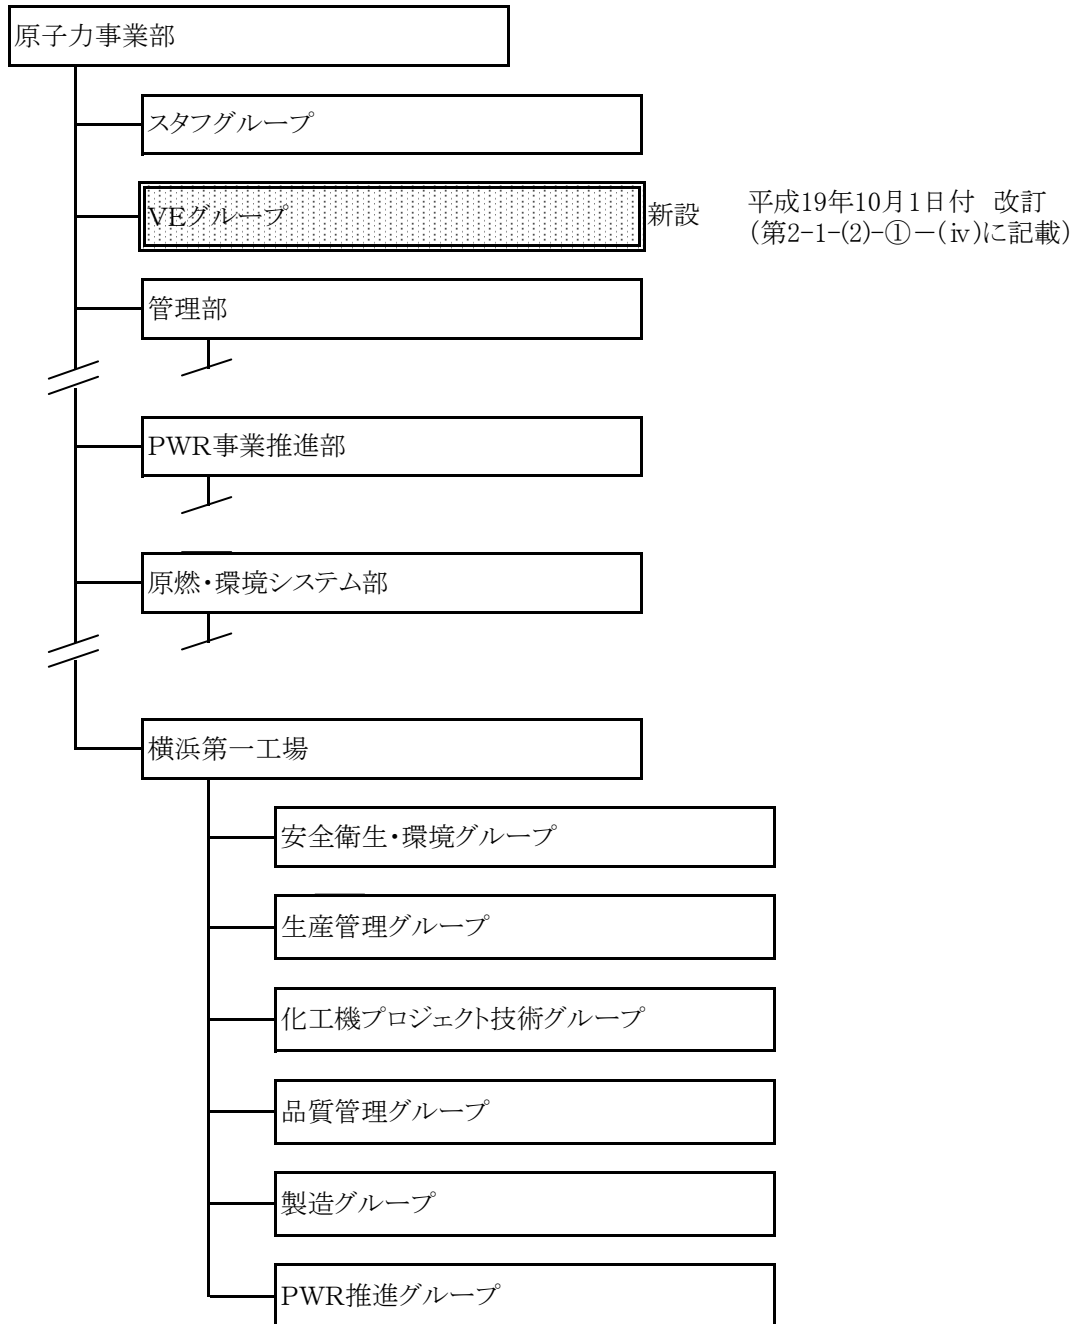 原子力事業部
スタフグループ
VEグループ
新設
平成19年10月1日付 改訂
(第2-1-(2)-①－(ⅳ)に記載)
管理部
PWR事業推進部
原燃・環境システム部
横浜第一工場
安全衛生・環境グループ
生産管理グループ
化工機プロジェクト技術グループ
品質管理グループ
製造グループ
PWR推進グループ